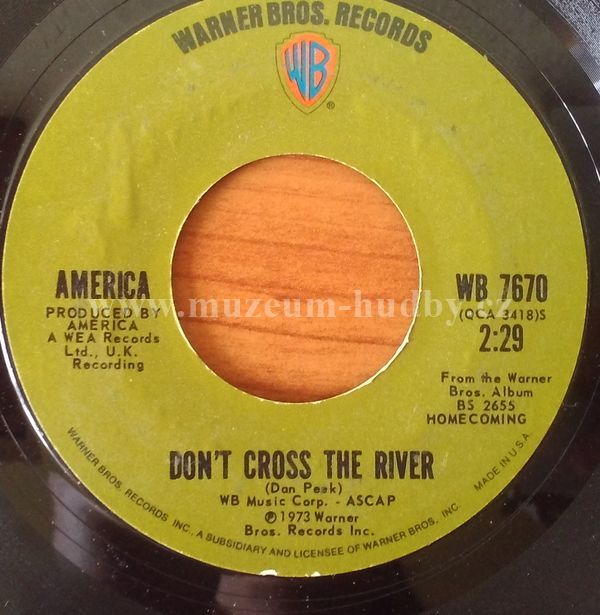 WARNER BROS. RECORDS
WB
®
AMERICA
PRODUCED BY
AMERICA
A WEA Records
Ltd., U.K.
Recording
WB 7670
(QCA 3418)S
2:29
From the Warner
Bros. Album
BS 2655
HOMECOMING
www.muzeum-hudby.cz
DON'T CROSS THE RIVER
(Dan Peek)
WB Music Corp. - ASCAP
℗1973 Warner
Bros. Records Inc.
WARNER BROS. RECORDS INC., A SUBSIDIARY AND LICENSEE OF WARNER BROS. INC.
MADE IN U.S.A.